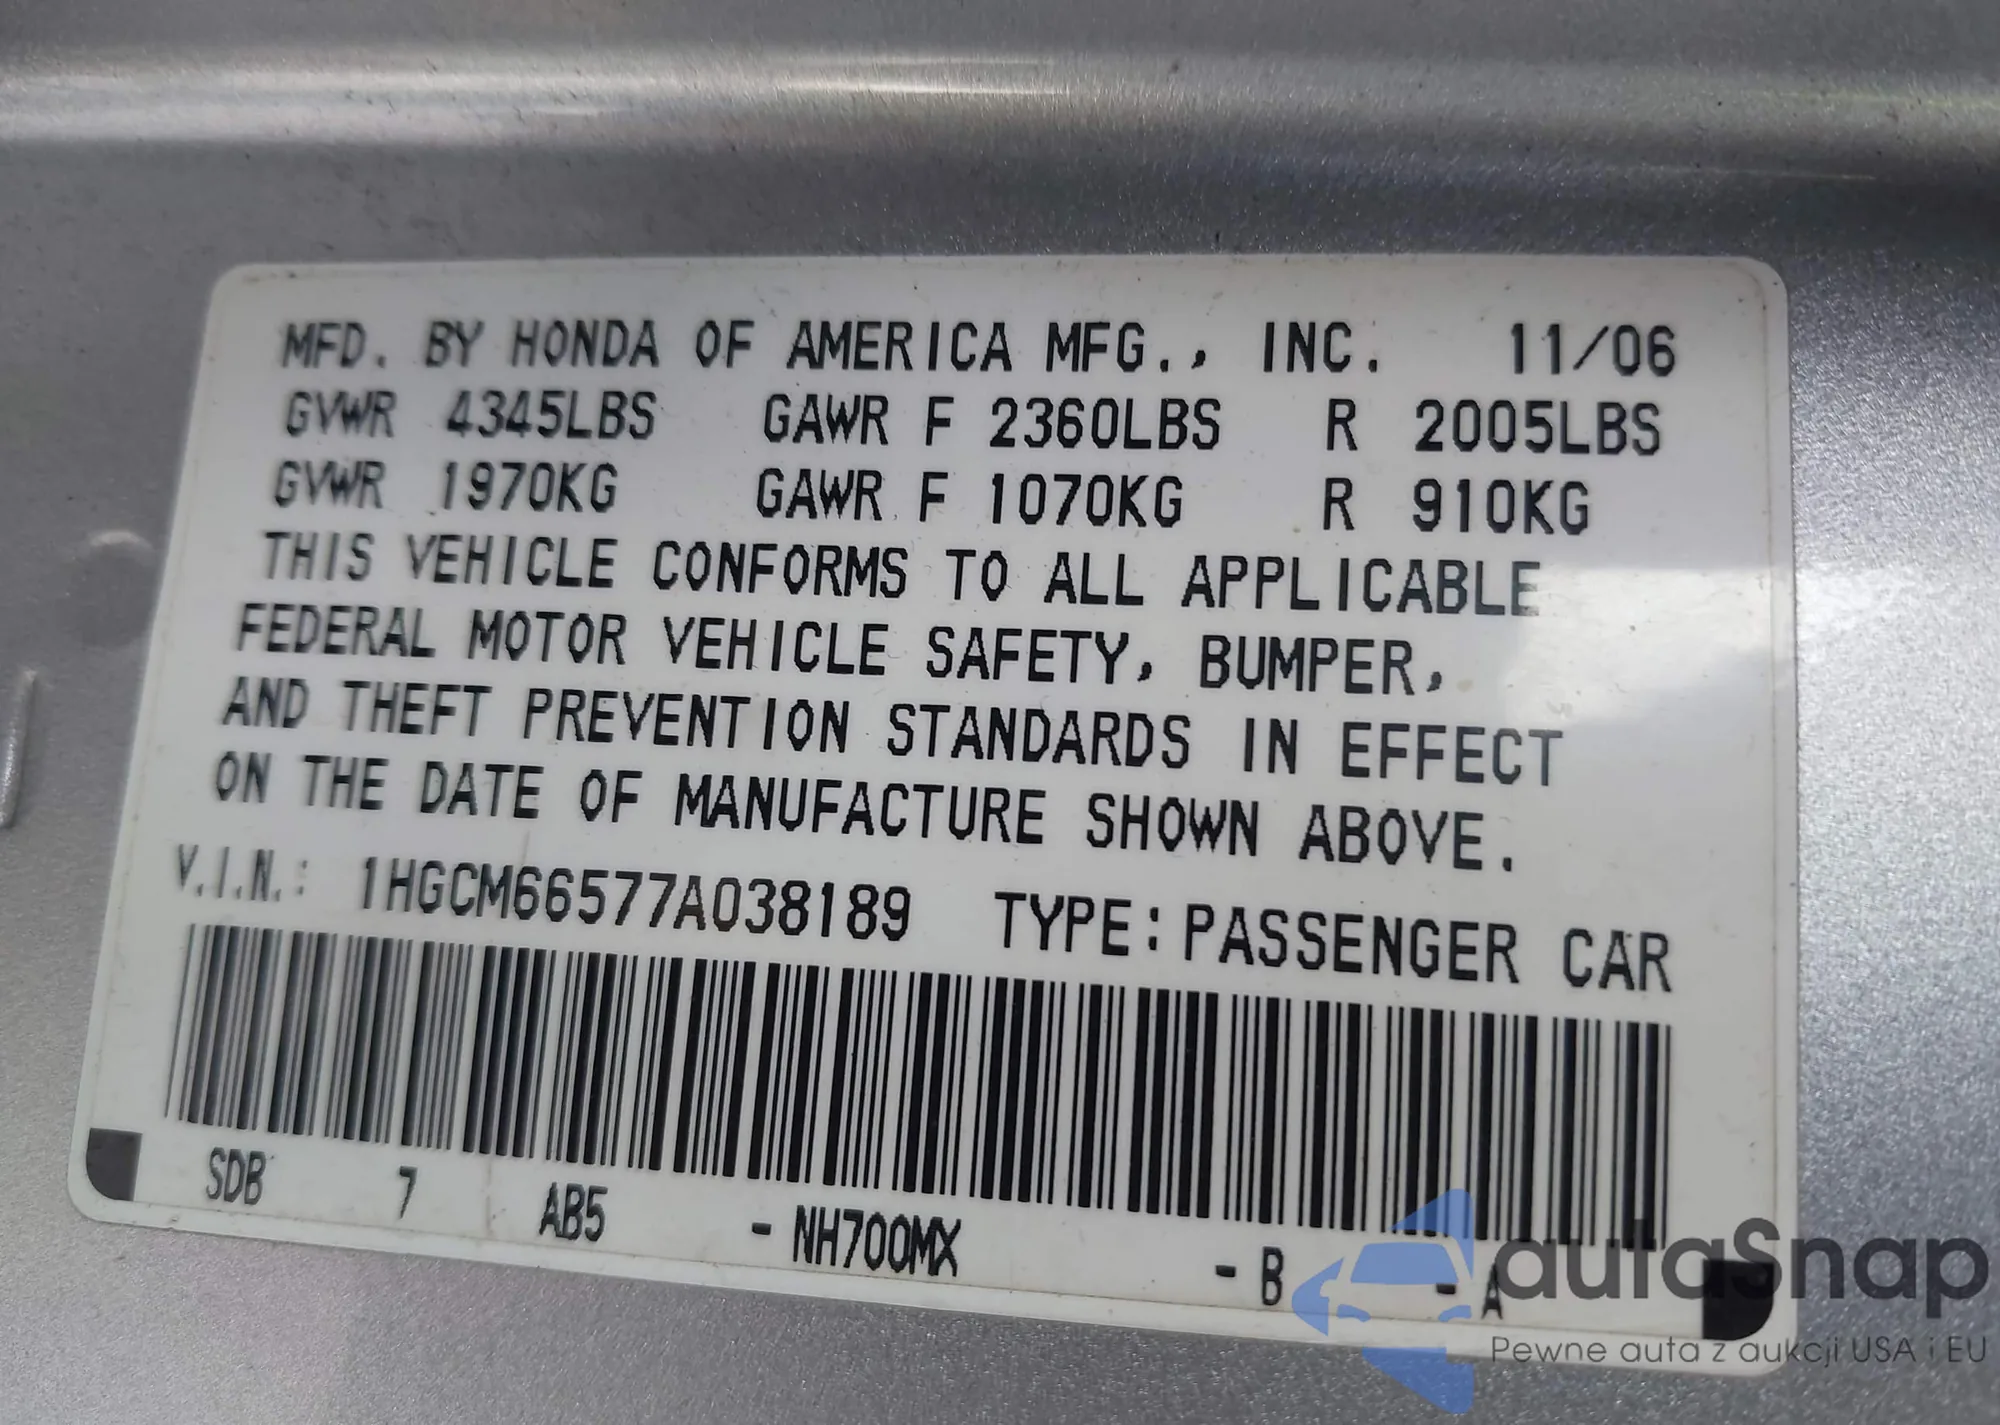 MFD. BY HONDA OF AMERICA MFG., INC. 11/06
GVWR 4345LBS GAWR F 2360LBS R 2005LBS
GVWR 1970KG GAWR F 1070KG R 910KG
THIS VEHICLE CONFORMS TO ALL APPLICABLE
FEDERAL MOTOR VEHICLE SAFETY, BUMPER,
AND THEFT PREVENTION STANDARDS IN EFFECT
ON THE DATE OF MANUFACTURE SHOWN ABOVE.
V.I.N.: 1HGCM66577A038189 TYPE: PASSENGER CAR
SDB 7 AB5 - NH700MX - B - A
autaSnap
Pewne auta z aukcji USA i EU